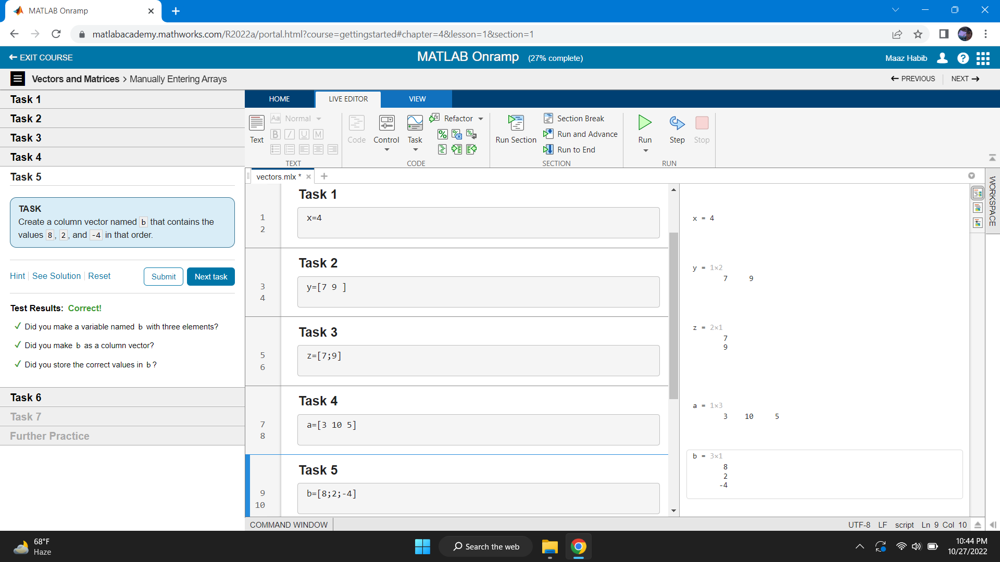 MATLAB Onramp
matlabacademy.mathworks.com/R2022a/portal.html?course=gettingstarted#chapter=4&lesson=1&section=1
EXIT COURSE
MATLAB Onramp (27% complete)
Maaz Habib
Vectors and Matrices > Manually Entering Arrays
PREVIOUS
NEXT
Task 1
Task 2
Task 3
Task 4
Task 5
TASK
Create a column vector named b that contains the
values 8, 2, and -4 in that order.
Hint
See Solution
Reset
Submit
Next task
Test Results: Correct!
Did you make a variable named b with three elements?
Did you make b as a column vector?
Did you store the correct values in b?
Task 6
Task 7
Further Practice
HOME
LIVE EDITOR
VIEW
Text
Aa Normal
B I U M
TEXT
Code
Control
Task
Refactor
CODE
Run Section
Section Break
Run and Advance
Run to End
SECTION
Run
Step
Stop
RUN
vectors.mlx *
WORKSPACE
Task 1
1 x=4
2
x = 4
Task 2
3 y=[7 9 ]
4
y = 1×2
7 9
Task 3
5 z=[7;9]
6
z = 2×1
7
9
Task 4
7 a=[3 10 5]
8
a = 1×3
3 10 5
Task 5
9 b=[8;2;-4]
10
b = 3×1
8
2
-4
COMMAND WINDOW
UTF-8 LF script Ln 9 Col 10
68°F
Haze
Search the web
10:44 PM
10/27/2022